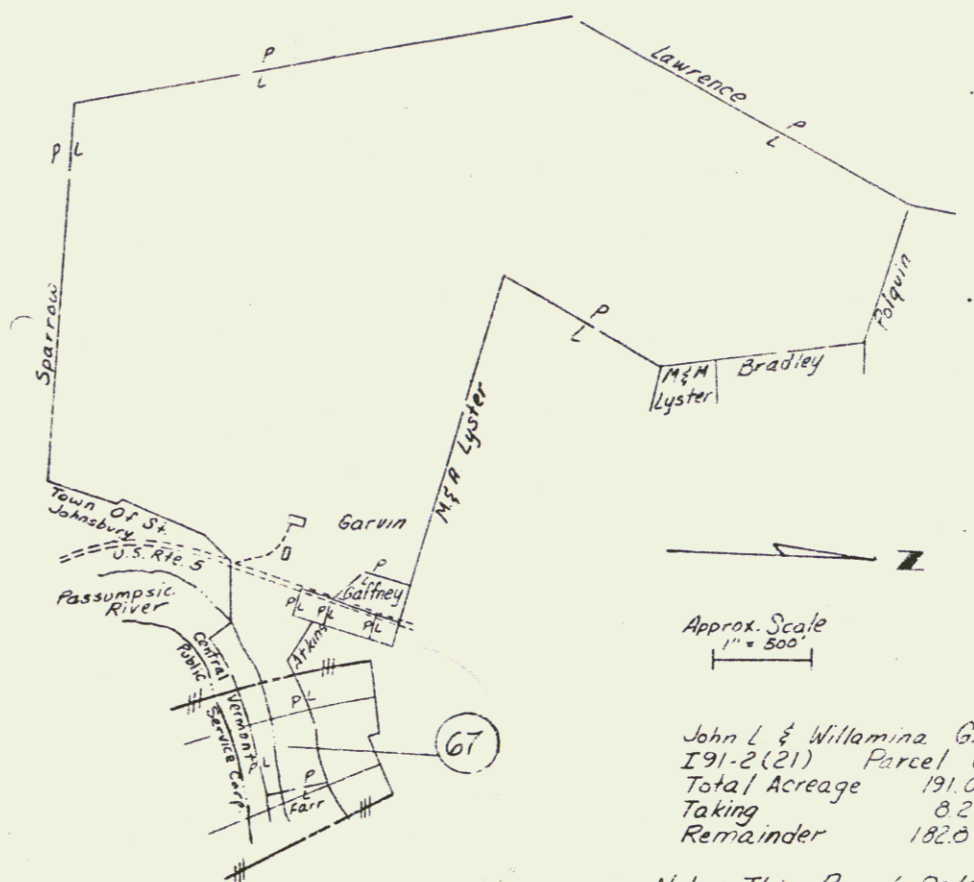 P
L
Lawrence
P
L
P L
Sparrow
Polquin
P
L
M & M
Lyster
Bradley
M & A Lyster
Town Of St.
Johnsbury
U.S. Rte. 5
Garvin
P
L
Gaffney
P L
P L
P L
Passumpsic
River
Atkins
N
Approx. Scale
1" = 500'
Central Vermont
Public Service Corp.
P L
P L
P
L
Farr
67
John L & Willamina
I91-2(21) Parcel
Total Acreage 191.0
Taking 8.2
Remainder 182.8